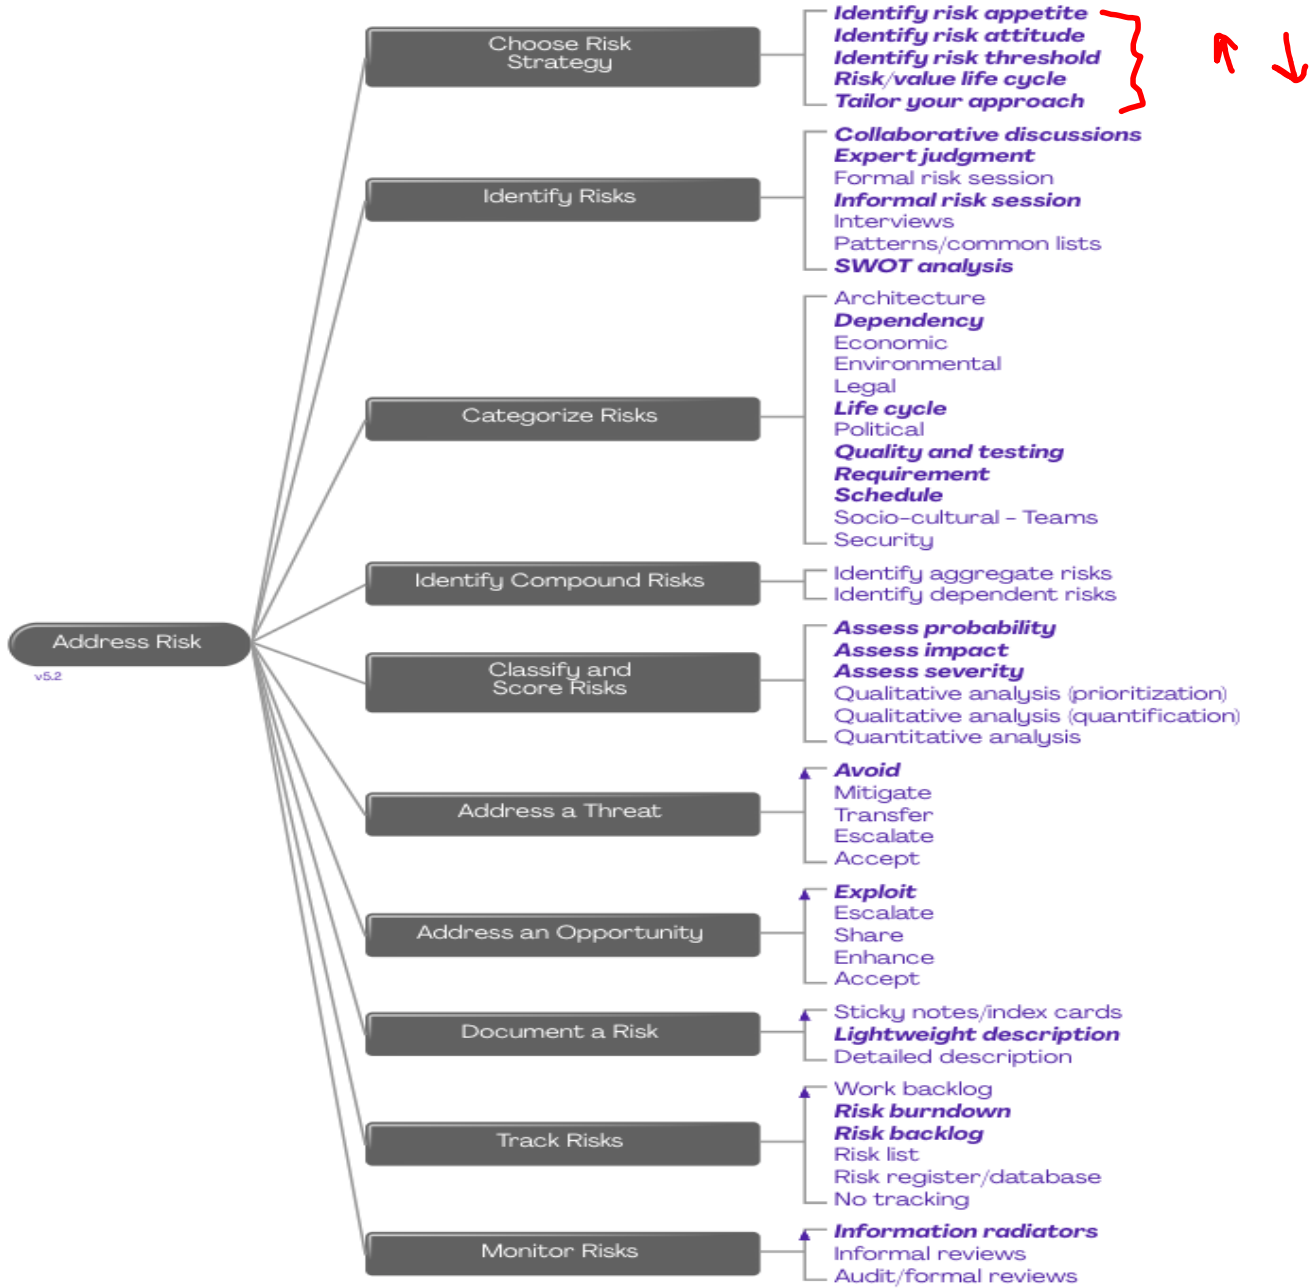 Choose Risk
Strategy
Identify risk appetite
Identify risk attitude
Identify risk threshold
Risk/value life cycle
Tailor your approach
Identify Risks
Collaborative discussions
Expert judgment
Formal risk session
Informal risk session
Interviews
Patterns/common lists
SWOT analysis
Categorize Risks
Architecture
Dependency
Economic
Environmental
Legal
Life cycle
Political
Quality and testing
Requirement
Schedule
Socio-cultural - Teams
Security
Identify Compound Risks
Identify aggregate risks
Identify dependent risks
Address Risk
v5.2
Classify and
Score Risks
Assess probability
Assess impact
Assess severity
Qualitative analysis (prioritization)
Qualitative analysis (quantification)
Quantitative analysis
Address a Threat
Avoid
Mitigate
Transfer
Escalate
Accept
Address an Opportunity
Exploit
Escalate
Share
Enhance
Accept
Document a Risk
Sticky notes/index cards
Lightweight description
Detailed description
Track Risks
Work backlog
Risk burndown
Risk backlog
Risk list
Risk register/database
No tracking
Monitor Risks
Information radiators
Informal reviews
Audit/formal reviews